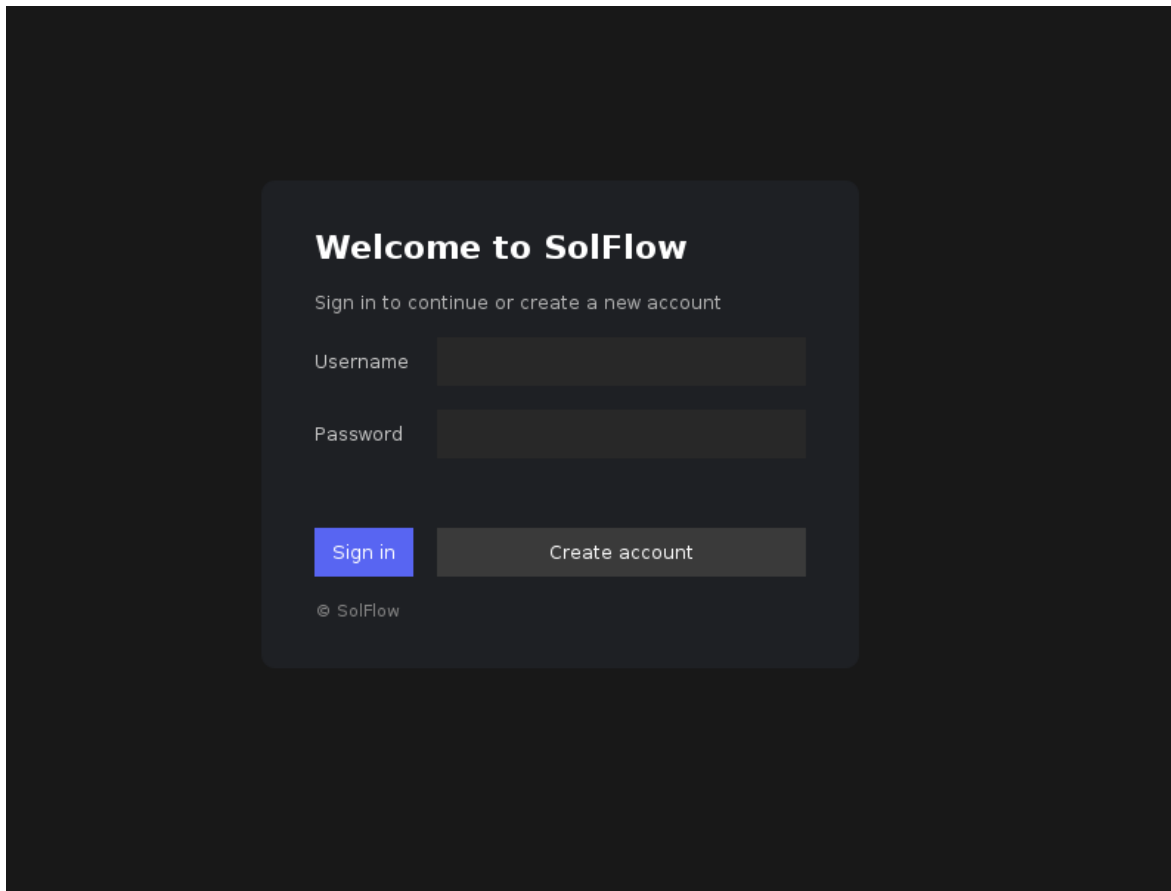 Welcome to SolFlow
Sign in to continue or create a new account
Username
Password
Sign in
Create account
© SolFlow